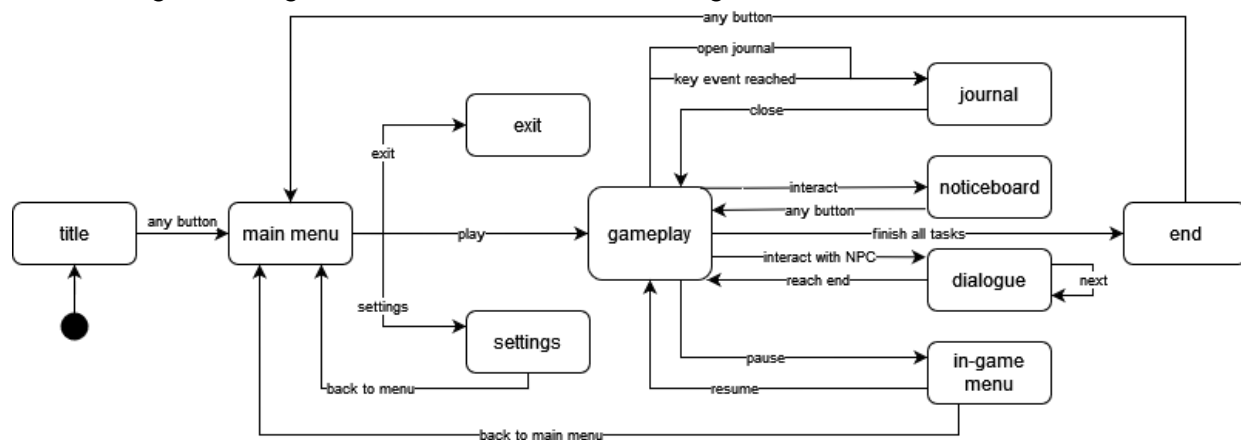 any button
open journal
key event reached
journal
close
exit
exit
interact
noticeboard
any button
title
any button
main menu
play
gameplay
finish all tasks
end
interact with NPC
reach end
dialogue
next
settings
settings
back to menu
pause
resume
in-game
menu
back to main menu